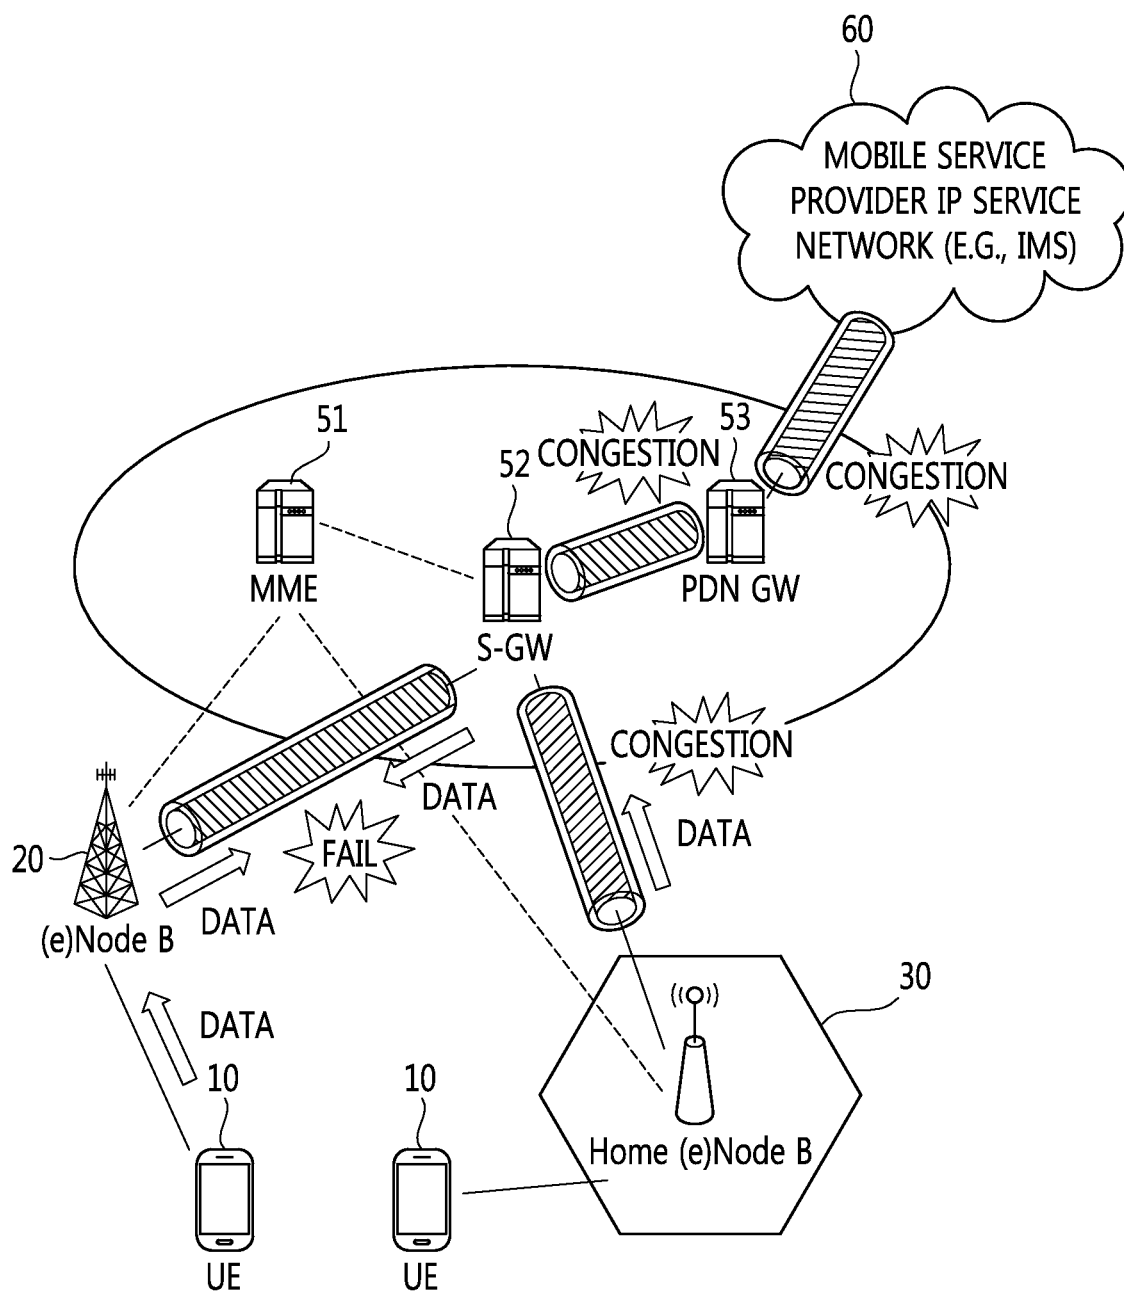 60
MOBILE SERVICE
PROVIDER IP SERVICE
NETWORK (E.G., IMS)
51
52
CONGESTION
53
CONGESTION
MME
PDN GW
S-GW
CONGESTION
DATA
DATA
20
FAIL
DATA
(e)Node B
30
DATA
10
10
Home (e)Node B
UE
UE